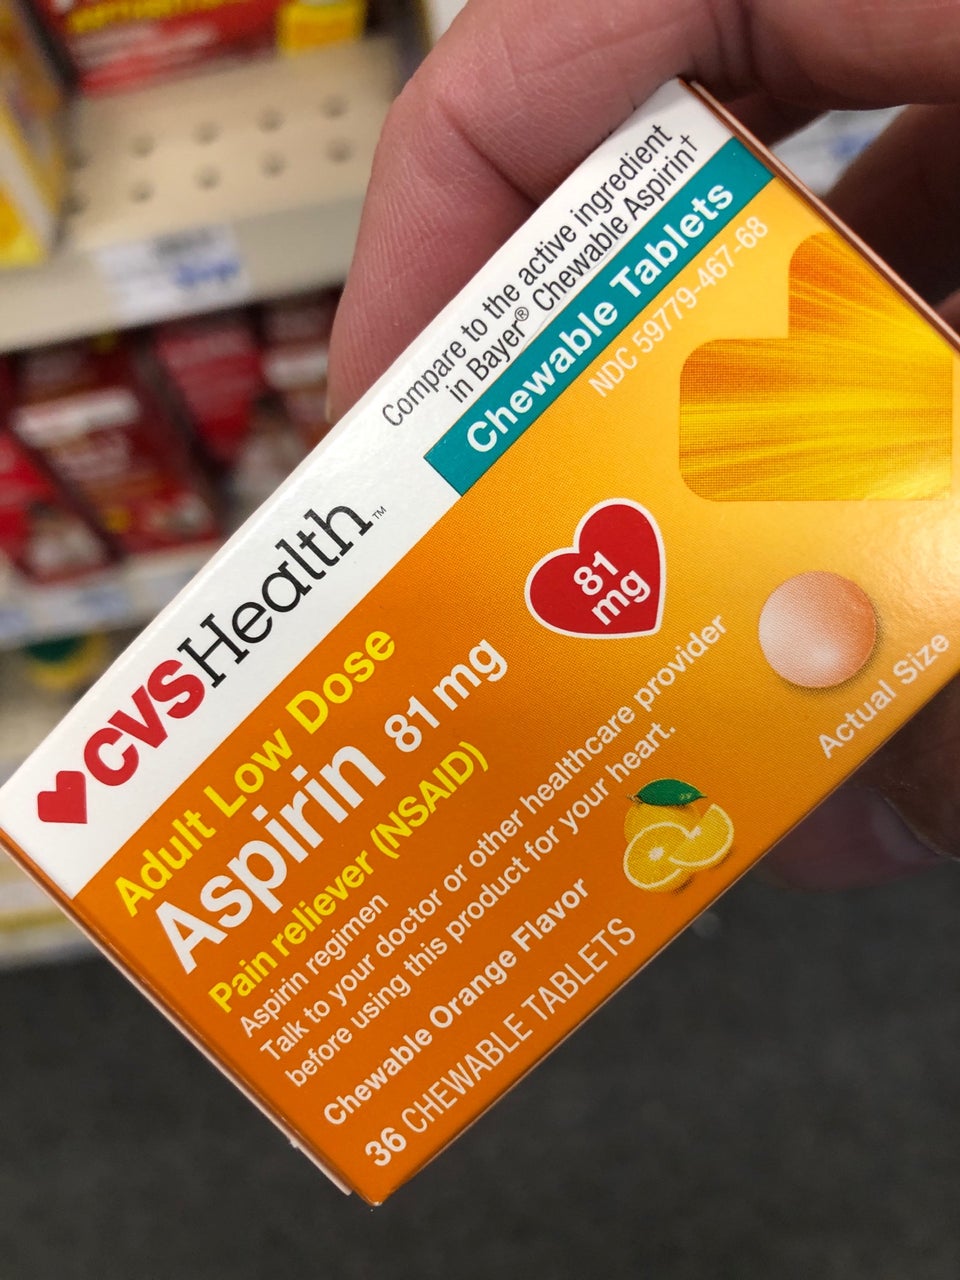 Compare to the active ingredient
in Bayer® Chewable Aspirin†
Chewable Tablets
NDC 59779-467-68
CVSHealth™
81
mg
Adult Low Dose
Aspirin 81 mg
Pain reliever (NSAID)
Aspirin regimen
Talk to your doctor or other healthcare provider
before using this product for your heart.
Actual Size
Chewable Orange Flavor
36 CHEWABLE TABLETS